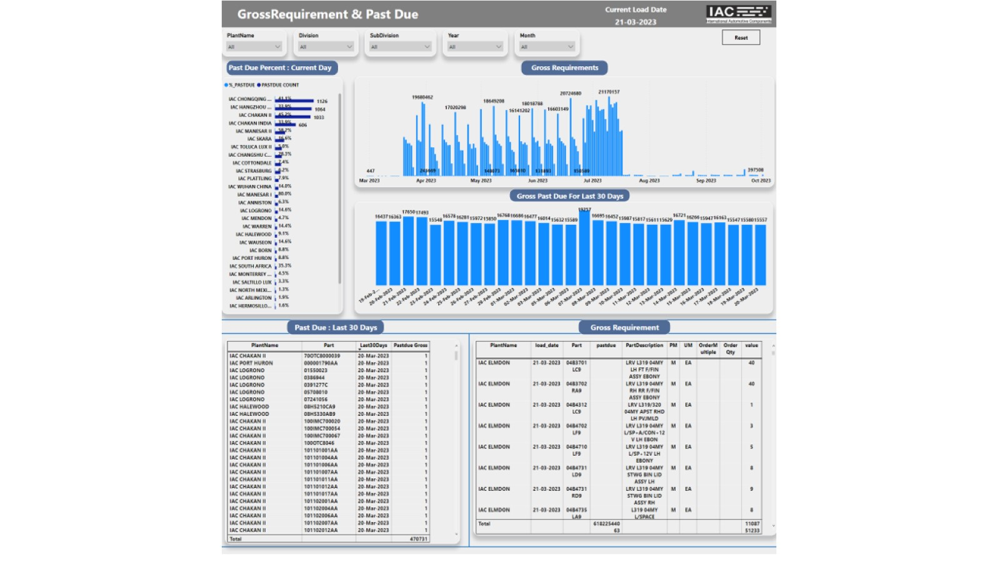 GrossRequirement & Past Due
Current Load Date
21-03-2023
IAC
International Automotive Components
PlantName
All
Division
All
SubDivision
All
Year
All
Month
All
Reset
Past Due Percent : Current Day
%_PASTDUE PASTDUE COUNT
IAC CHONGQING ... 41.1% 1126
IAC HANGZHOU ... 33.9% 1064
IAC CHAKAN II 45.2% 1033
IAC CHAKAN INDIA 606
IAC MANESAR II
IAC SKARA
IAC TOLUCA LUX II
IAC CHANGSHU C...
IAC COTTONDALE
IAC STRASBURG
IAC PLATTLING 7.9%
IAC WUHAN CHINA 14.0%
IAC MANESAR I 80.0%
IAC ANNISTON 6.3%
IAC LOGRONO 14.6%
IAC MENDON 4.7%
IAC WARREN 14.4%
IAC HALEWOOD 9.1%
IAC WAUSEON 14.6%
IAC BORN 8.8%
IAC PORT HURON 8.8%
IAC SOUTH AFRICA 35.3%
IAC MONTERREY ... 4.5%
IAC SALTILLO LUX 3.3%
IAC NORTH MEXI... 1.3%
IAC ARLINGTON 1.9%
IAC HERMOSILLO... 1.6%
Gross Requirements
447
19680462
17020298
18649208
16141202
18018788
16603149
20724680
21170157
397508
Mar 2023 Apr 2023 May 2023 Jun 2023 Jul 2023 Aug 2023 Sep 2023 Oct 2023
Gross Past Due For Last 30 Days
16437 16363 17650 17493 15548 16578 16281 15972 15850 16768 16686 16477 16014 15632 15589 19257 16695 16452 15987 15817 15611 15629 16721 16266 15947 16163 15547 15580 15557
19-Feb-2... 20-Feb-2023 21-Feb-2023 22-Feb-2023 23-Feb-2023 24-Feb-2023 25-Feb-2023 26-Feb-2023 27-Feb-2023 28-Feb-2023 01-Mar-2023 02-Mar-2023 03-Mar-2023 05-Mar-2023 06-Mar-2023 07-Mar-2023 08-Mar-2023 09-Mar-2023 10-Mar-2023 11-Mar-2023 12-Mar-2023 13-Mar-2023 14-Mar-2023 15-Mar-2023 16-Mar-2023 17-Mar-2023 18-Mar-2023 19-Mar-2023 20-Mar-2023
Past Due : Last 30 Days
PlantName Part Last30Days Pastdue Gross
IAC CHAKAN II 70OTC8000039 20-Mar-2023 1
IAC PORT HURON 000001790AA 20-Mar-2023 1
IAC LOGRONO 01550023 20-Mar-2023 1
IAC LOGRONO 0386944 20-Mar-2023 1
IAC LOGRONO 0391277C 20-Mar-2023 1
IAC LOGRONO 05708010 20-Mar-2023 1
IAC LOGRONO 07241056 20-Mar-2023 1
IAC HALEWOOD 08H5210CA9 20-Mar-2023 1
IAC HALEWOOD 08H5330AB9 20-Mar-2023 1
IAC CHAKAN II 100IMC700020 20-Mar-2023 1
IAC CHAKAN II 100IMC700054 20-Mar-2023 1
IAC CHAKAN II 100IMC700067 20-Mar-2023 1
IAC CHAKAN II 100OTC8046 20-Mar-2023 1
IAC CHAKAN II 101101001AA 20-Mar-2023 1
IAC CHAKAN II 101101004AA 20-Mar-2023 1
IAC CHAKAN II 101101006AA 20-Mar-2023 1
IAC CHAKAN II 101101007AA 20-Mar-2023 1
IAC CHAKAN II 101101011AA 20-Mar-2023 1
IAC CHAKAN II 101101012AA 20-Mar-2023 1
IAC CHAKAN II 101101017AA 20-Mar-2023 1
IAC CHAKAN II 101102001AA 20-Mar-2023 1
IAC CHAKAN II 101102004AA 20-Mar-2023 1
IAC CHAKAN II 101102006AA 20-Mar-2023 1
IAC CHAKAN II 101102007AA 20-Mar-2023 1
IAC CHAKAN II 101102012AA 20-Mar-2023 1
Total 470731
Gross Requirement
PlantName load_date Part pastdue PartDescription PM UM OrderM Order value
ultiple Qty
IAC ELMDON 21-03-2023 04B3701 LRV L319 04MY M EA 40
LC9 LH FT F/FIN
ASSY EBONY
IAC ELMDON 21-03-2023 04B3702 LRV L319 04MY M EA 40
RA9 RH RR F/FIN
ASSY EBONY
IAC ELMDON 21-03-2023 04B4312 LRV L319/320 M EA 1
LC9 04MY APST RHD
LH PVJMLD
IAC ELMDON 21-03-2023 04B4702 LRV L319 04MY M EA 3
LF9 L/SP+A/CON+12
V LH EBON
IAC ELMDON 21-03-2023 04B4710 LRV L319 04MY M EA 5
LF9 L/SP+12V LH
EBONY
IAC ELMDON 21-03-2023 04B4731 LRV L319 04MY M EA 8
LD9 STWG BIN LID
ASSY LH
IAC ELMDON 21-03-2023 04B4731 LRV L319 04MY M EA 9
RD9 STWG BIN LID
ASSY RH
IAC ELMDON 21-03-2023 04B4735 L319 04MY M EA 8
LA9 L/SPACE
Total 618225440 11087
63 51233